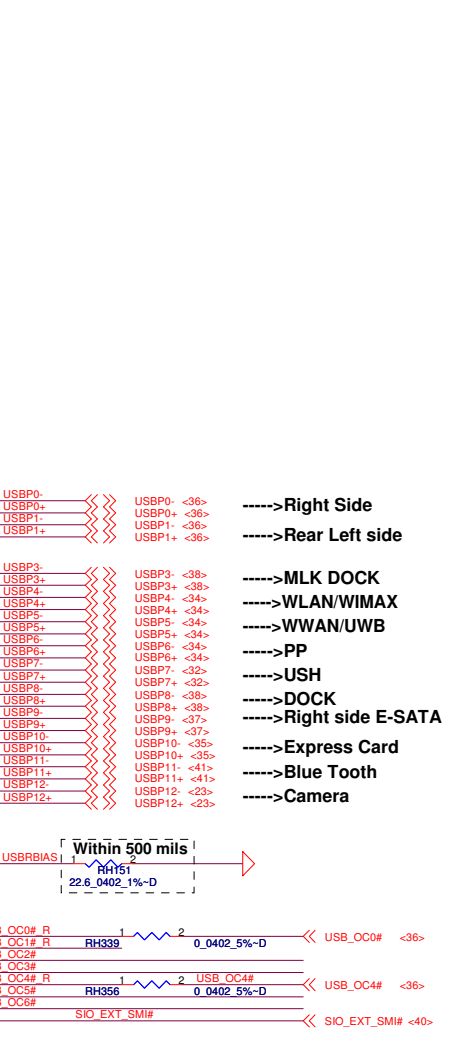 USBP0- USBP0- <36> ----->Right Side
USBP0+ USBP0+ <36>
USBP1- USBP1- <36> ----->Rear Left side
USBP1+ USBP1+ <36>
USBP3- USBP3- <38> ----->MLK DOCK
USBP3+ USBP3+ <38>
USBP4- USBP4- <34> ----->WLAN/WIMAX
USBP4+ USBP4+ <34>
USBP5- USBP5- <34> ----->WWAN/UWB
USBP5+ USBP5+ <34>
USBP6- USBP6- <34> ----->PP
USBP6+ USBP6+ <34>
USBP7- USBP7- <32> ----->USH
USBP7+ USBP7+ <32>
USBP8- USBP8- <38> ----->DOCK
USBP8+ USBP8+ <38>
USBP9- USBP9- <37> ----->Right side E-SATA
USBP9+ USBP9+ <37>
USBP10- USBP10- <35> ----->Express Card
USBP10+ USBP10+ <35>
USBP11- USBP11- <41> ----->Blue Tooth
USBP11+ USBP11+ <41>
USBP12- USBP12- <23> ----->Camera
USBP12+ USBP12+ <23>
Within 500 mils
USBRBIAS 1 2
RH151
22.6_0402_1%~D
_OC0#_R 1 2 USB_OC0# <36>
_OC1#_R RH339 0_0402_5%~D
_OC2#
_OC3#
_OC4#_R 1 2 USB_OC4# USB_OC4# <36>
_OC5# RH356 0_0402_5%~D
_OC6#
SIO_EXT_SMI# SIO_EXT_SMI# <40>